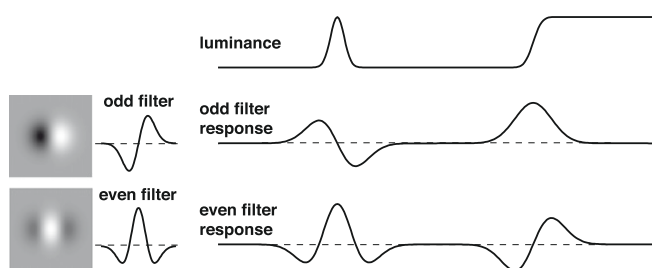 luminance
odd filter
odd filter
response
even filter
even filter
response